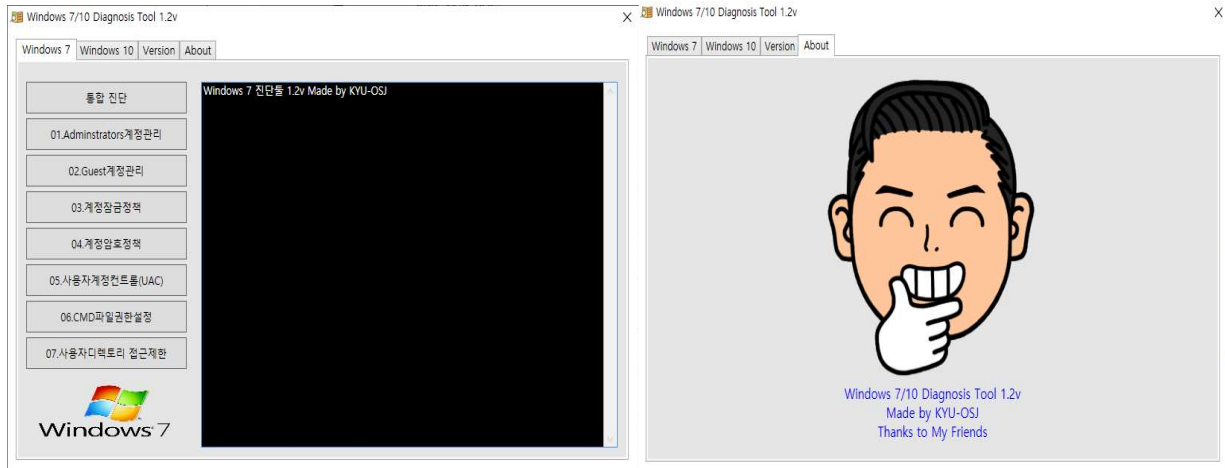 Windows 7/10 Diagnosis Tool 1.2v
X
Windows 7
Windows 10
Version
About
통합 진단
01.Adminstrators계정관리
02.Guest계정관리
03.계정잠금정책
04.계정암호정책
05.사용자계정컨트롤(UAC)
06.CMD파일권한설정
07.사용자디렉토리 접근제한
Windows 7
Windows 7 진단툴 1.2v Made by KYU-OSJ
Windows 7/10 Diagnosis Tool 1.2v
X
Windows 7
Windows 10
Version
About
Windows 7/10 Diagnosis Tool 1.2v
Made by KYU-OSJ
Thanks to My Friends